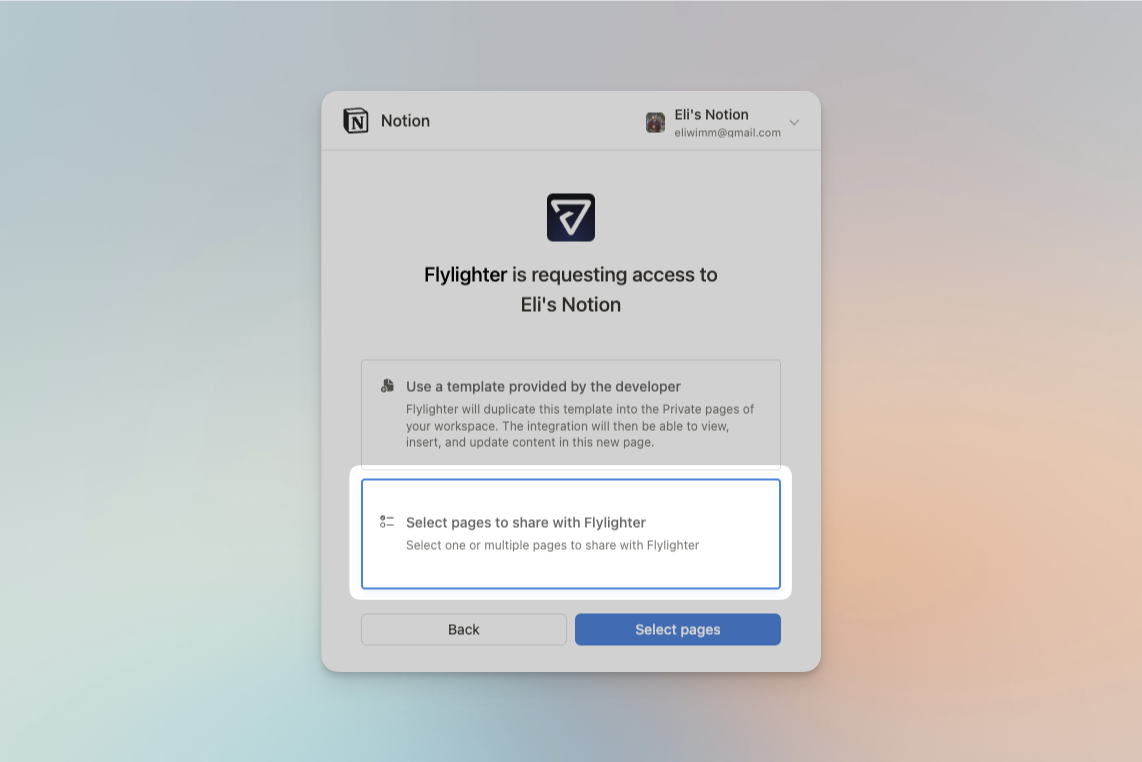 Notion
Eli's Notion
eliwimm@gmail.com
Flylighter is requesting access to
Eli's Notion
Use a template provided by the developer
Flylighter will duplicate this template into the Private pages of
your workspace. The integration will then be able to view,
insert, and update content in this new page.
Select pages to share with Flylighter
Select one or multiple pages to share with Flylighter
Back
Select pages